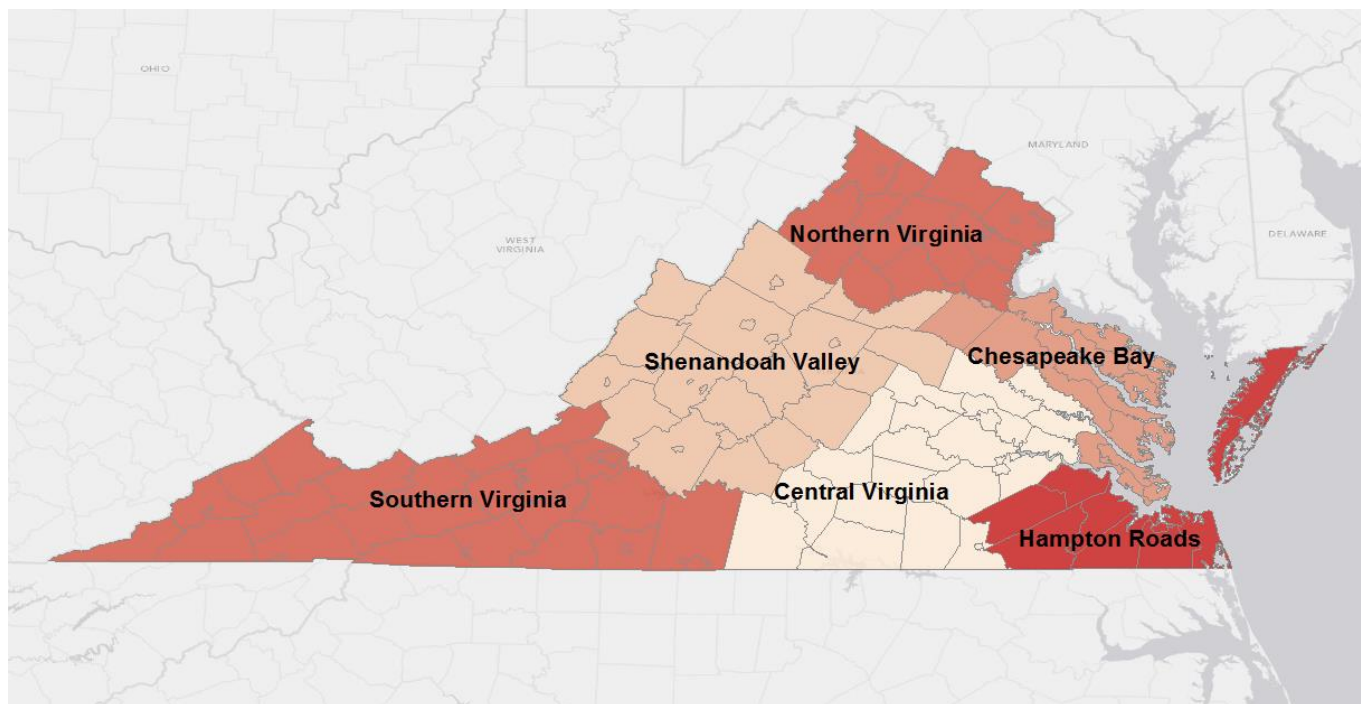 OHIO
MARYLAND
WEST
VIRGINIA
DELAWARE
Northern Virginia
Shenandoah Valley
Chesapeake Bay
Southern Virginia
Central Virginia
Hampton Roads